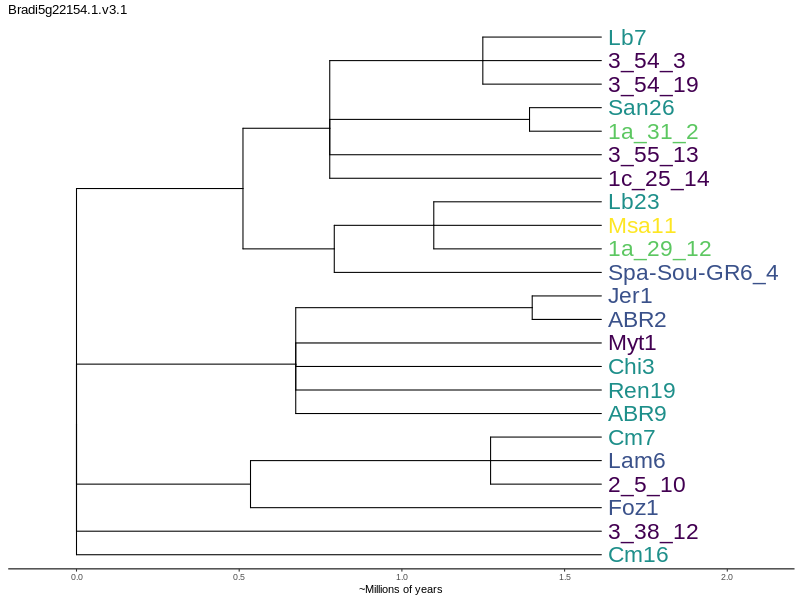 Bradi5g22154.1.v3.1
Lb7
3_54_3
3_54_19
San26
1a_31_2
3_55_13
1c_25_14
Lb23
Msa11
1a_29_12
Spa-Sou-GR6_4
Jer1
ABR2
Myt1
Chi3
Ren19
ABR9
Cm7
Lam6
2_5_10
Foz1
3_38_12
Cm16
0.0 0.5 1.0 1.5 2.0
~Millions of years